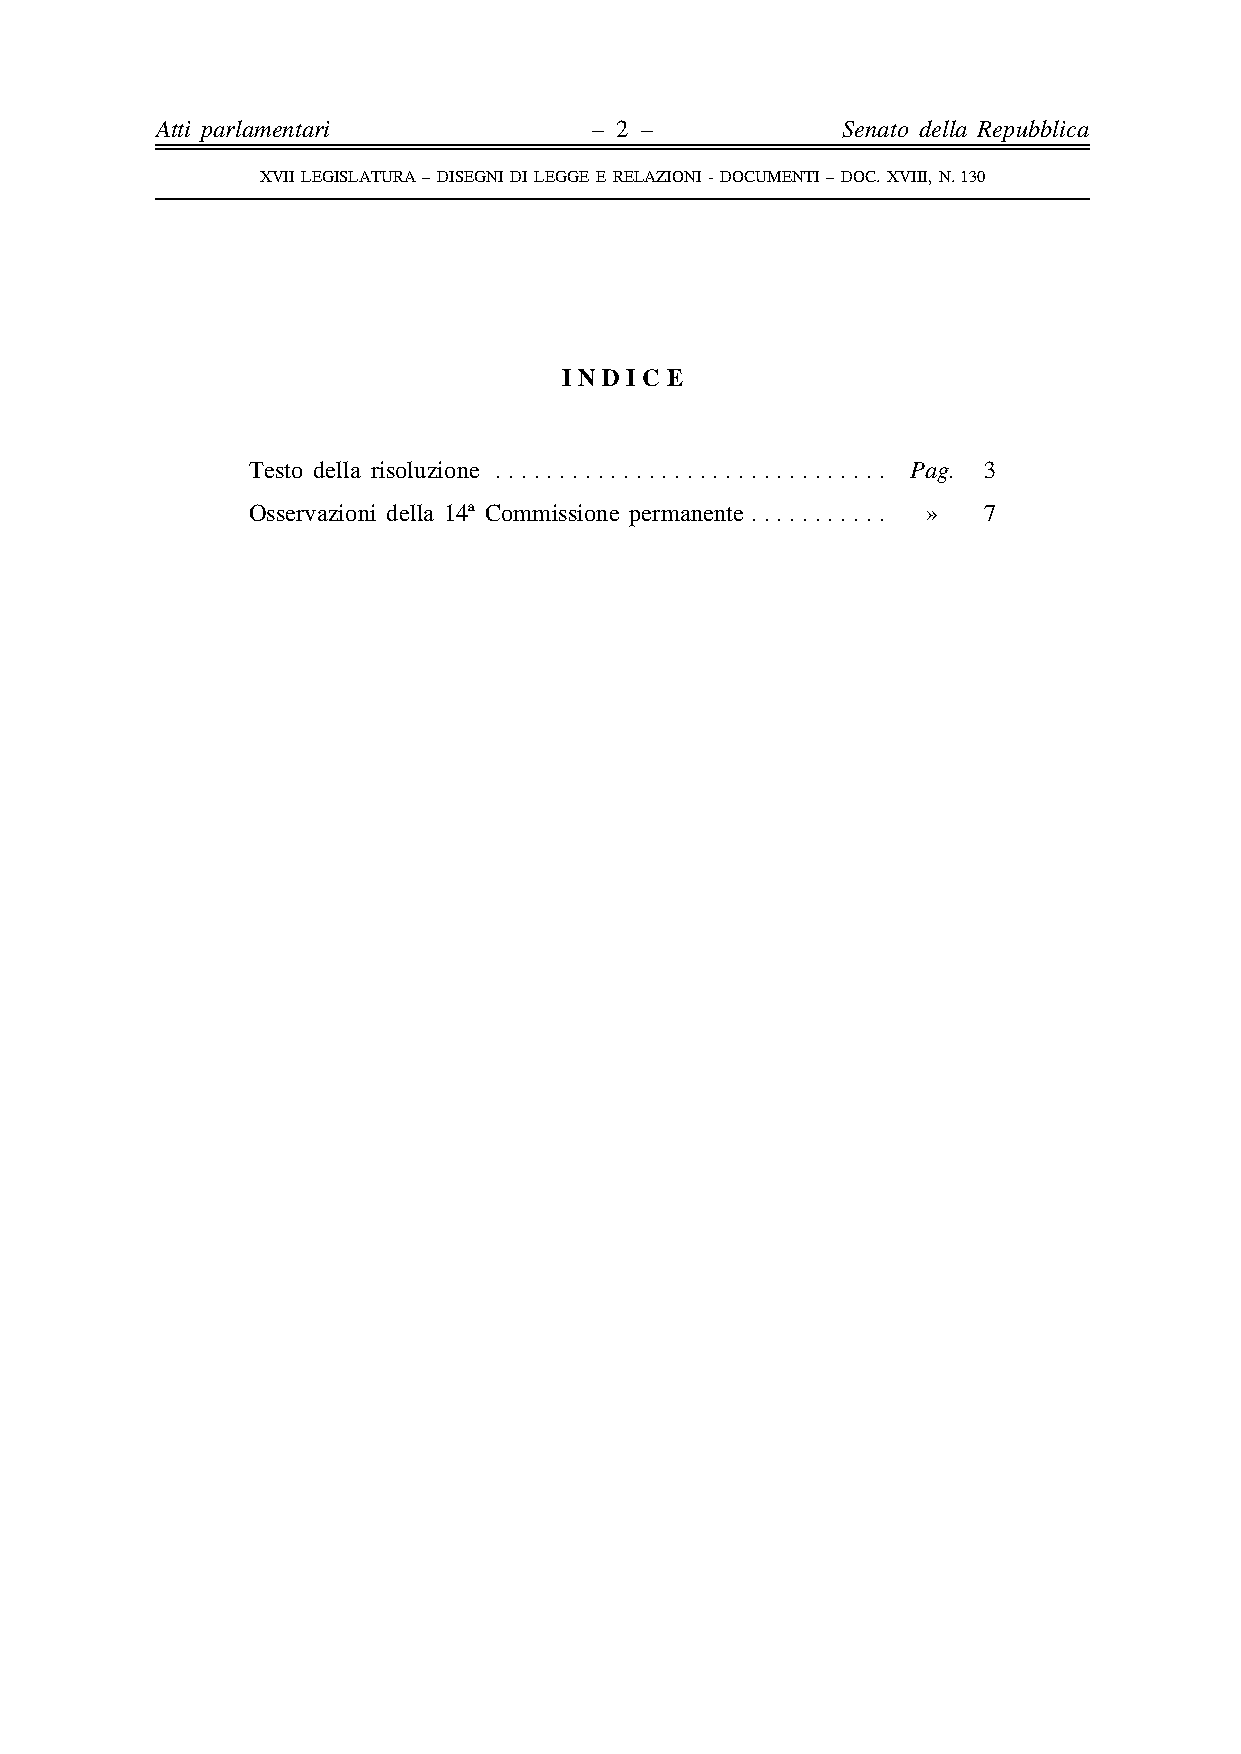 Atti parlamentari – 2 – Senato della Repubblica
XVII LEGISLATURA – DISEGNI DI LEGGE E RELAZIONI - DOCUMENTI – DOC. XVIII, N. 130
INDICE
Testo della risoluzione ............................... Pag. 3
Osservazioni della 14ª Commissione permanente ........... » 7